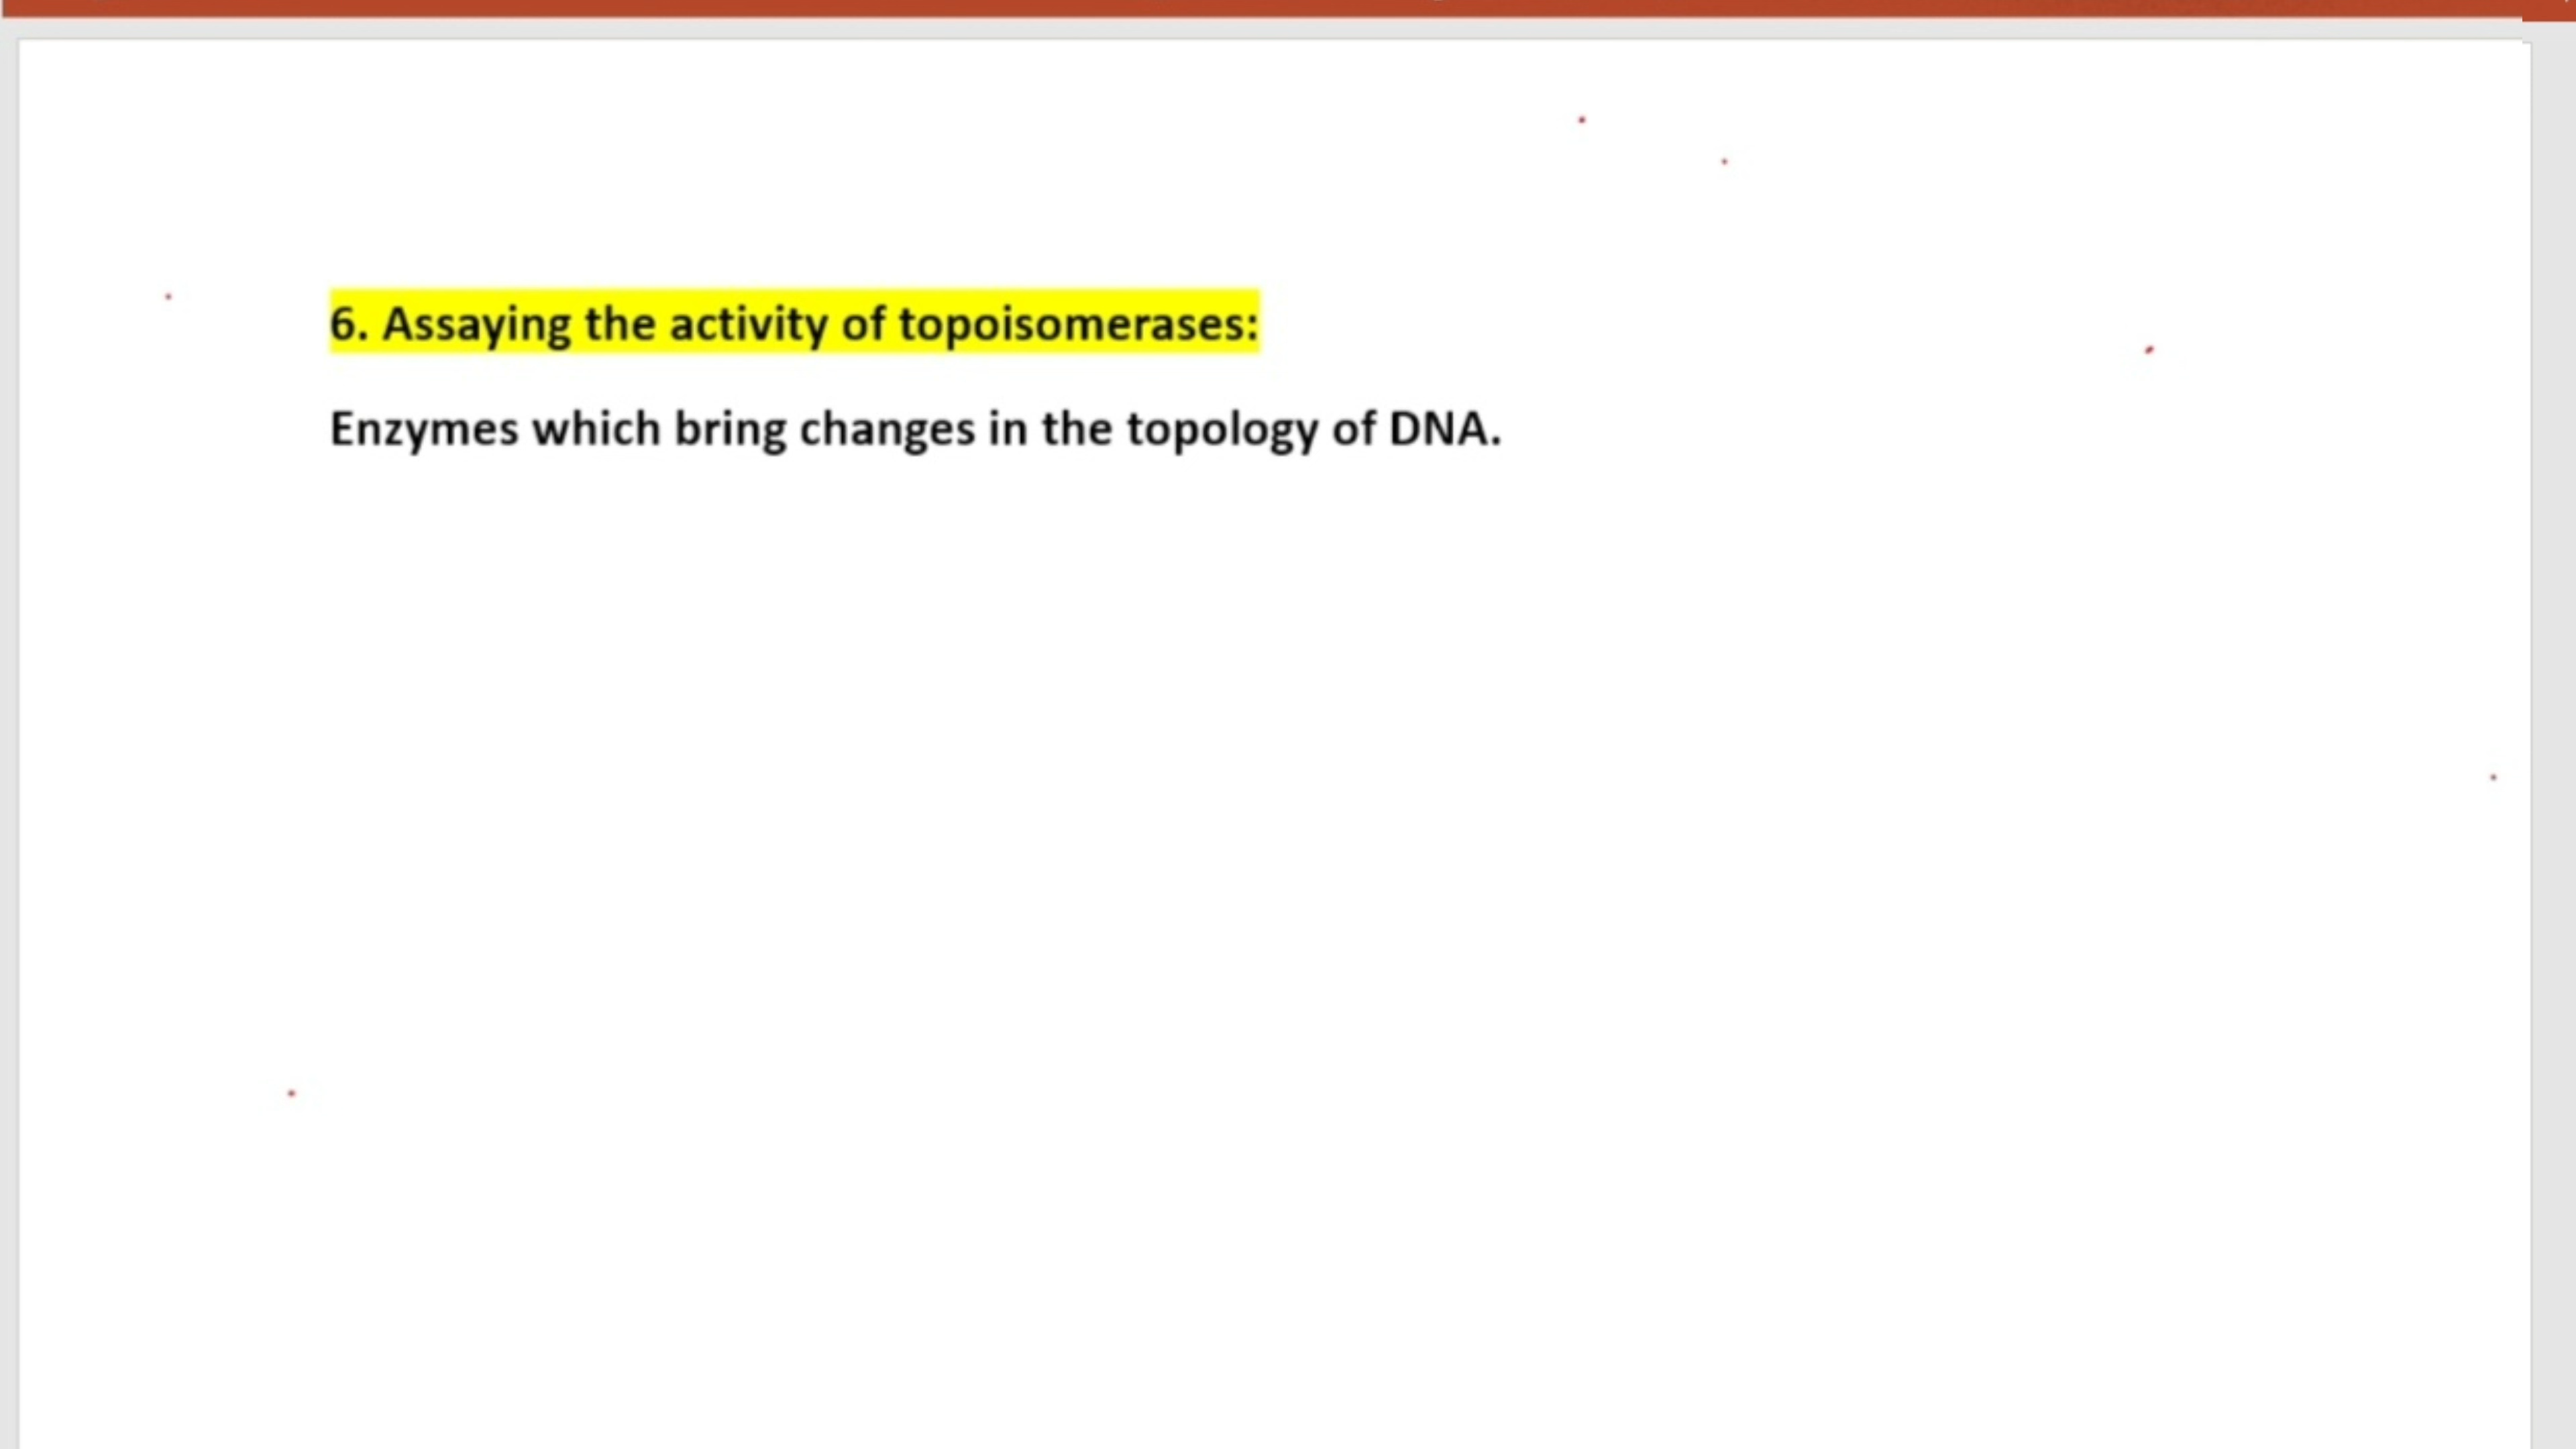 6. Assaying the activity of topoisomerases:
Enzymes which bring changes in the topology of DNA.